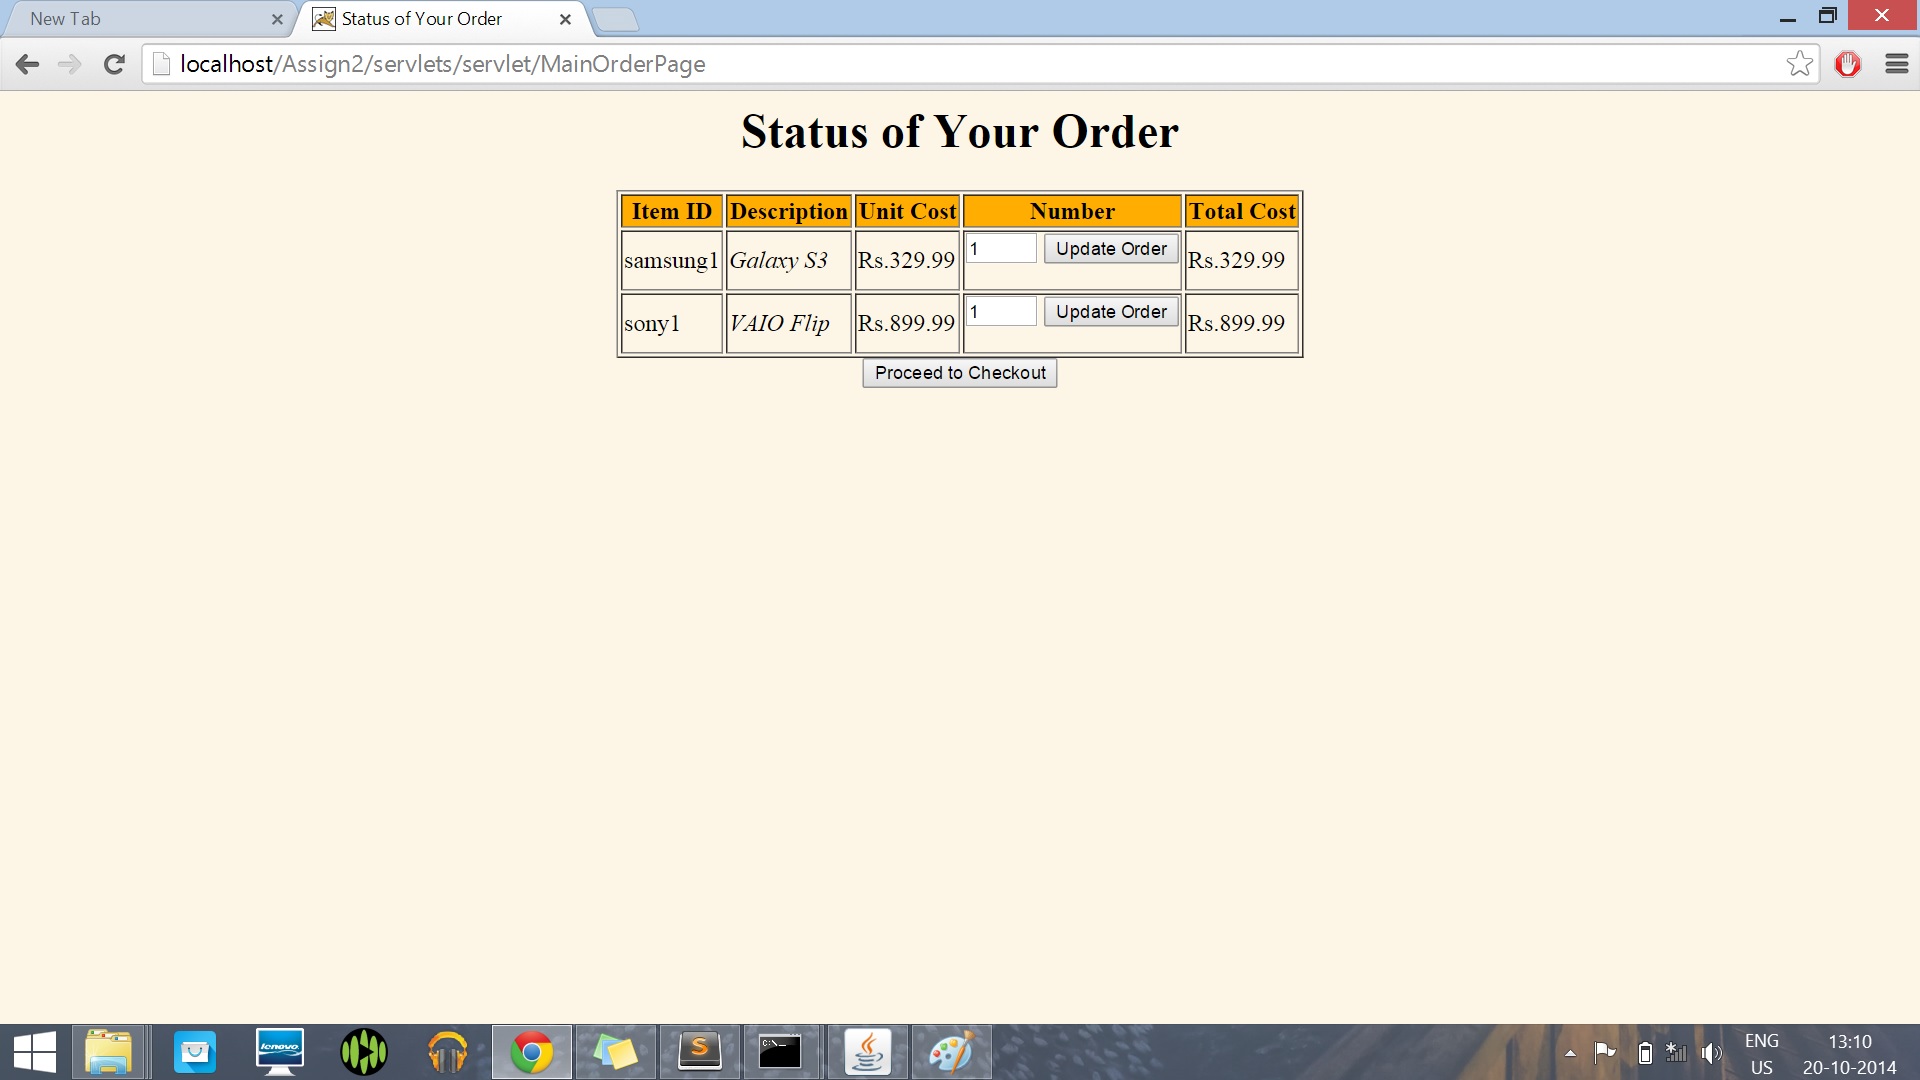 New Tab
Status of Your Order
localhost/Assign2/servlets/servlet/MainOrderPage
Status of Your Order
Item ID Description Unit Cost Number Total Cost
samsung1 Galaxy S3 Rs.329.99 1 Update Order Rs.329.99
sony1 VAIO Flip Rs.899.99 1 Update Order Rs.899.99
Proceed to Checkout
lenovo
S
C:\_
ENG 13:10
US 20-10-2014